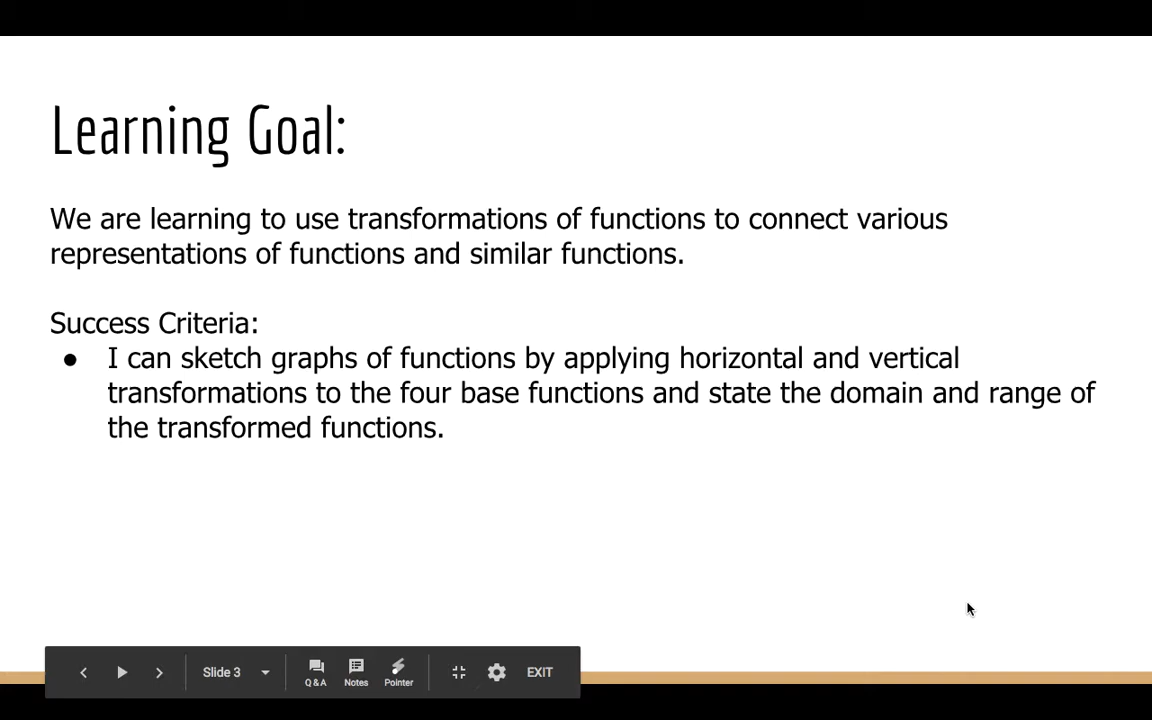 Learning Goal:
We are learning to use transformations of functions to connect various
representations of functions and similar functions.
Success Criteria:
● I can sketch graphs of functions by applying horizontal and vertical
transformations to the four base functions and state the domain and range of
the transformed functions.
Slide 3
Q & A
Notes
Pointer
EXIT